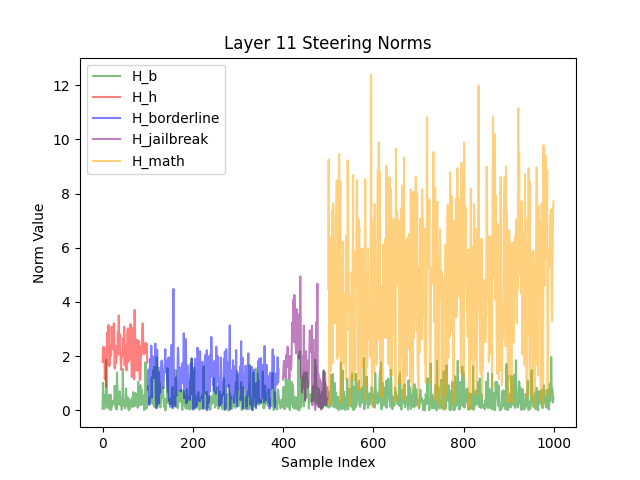 Layer 11 Steering Norms
H_b
H_h
H_borderline
H_jailbreak
H_math
Norm Value
12
10
8
6
4
2
0
0 200 400 600 800 1000
Sample Index